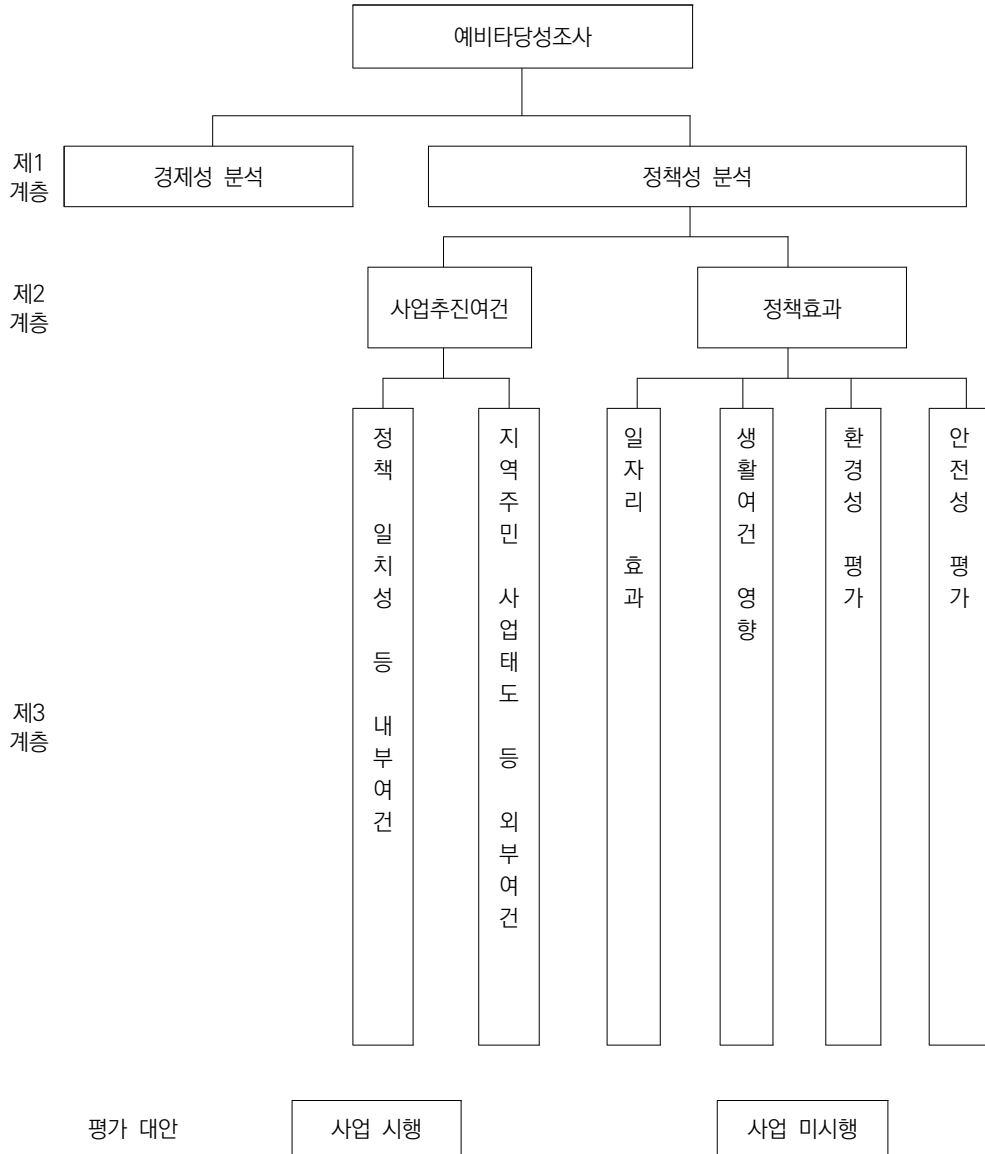 예비타당성조사
제1
계층
경제성 분석
정책성 분석
제2
계층
사업추진여건
정책효과
제3
계층
정책 일치성 등 내부여건
지역주민 사업태도 등 외부여건
일자리 효과
생활여건 영향
환경성 평가
안전성 평가
평가 대안
사업 시행
사업 미시행